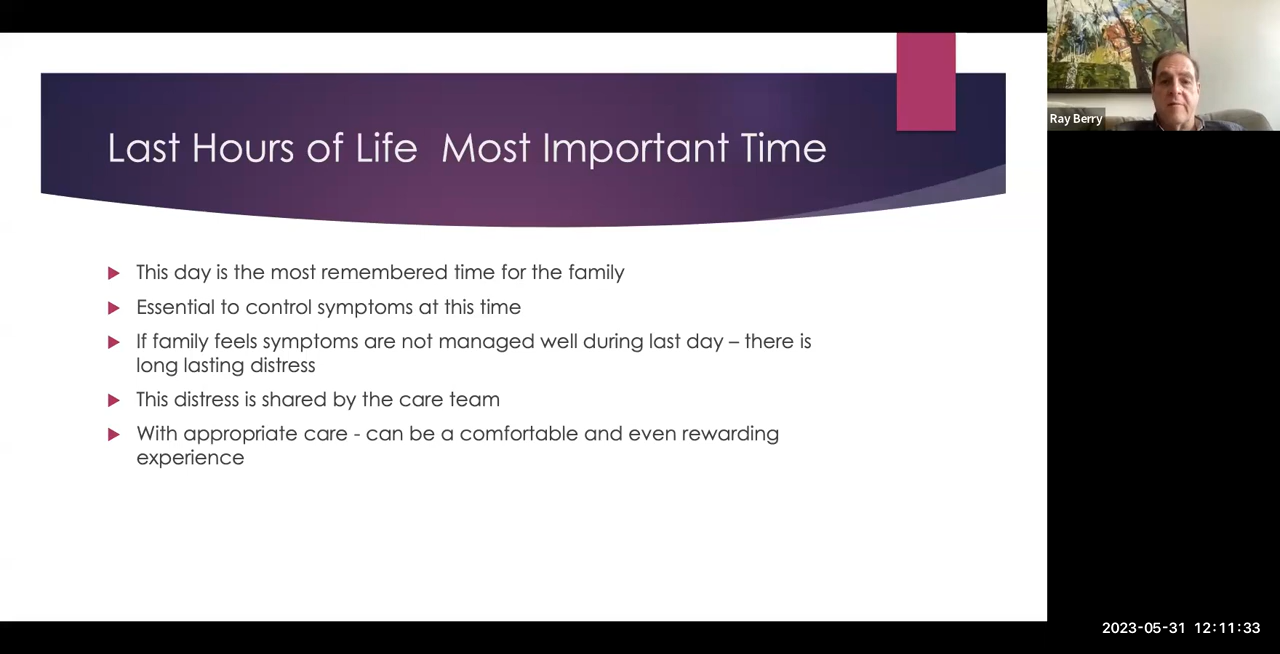 Last Hours of Life  Most Important Time
This day is the most remembered time for the family
Essential to control symptoms at this time
If family feels symptoms are not managed well during last day – there is
long lasting distress
This distress is shared by the care team
With appropriate care - can be a comfortable and even rewarding
experience
Ray Berry
2023-05-31 12:11:33